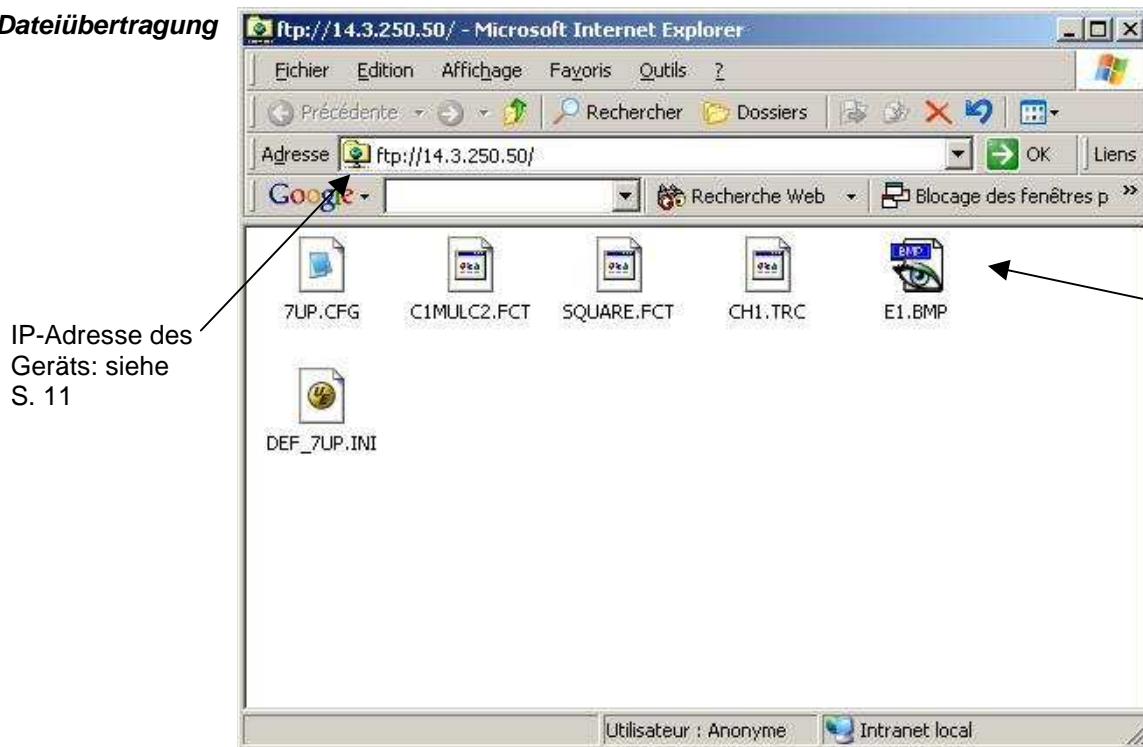 Dateiübertragung
ftp://14.3.250.50/ - Microsoft Internet Explorer
Fichier Edition Affichage Favoris Outils ?
Précédente Rechercher Dossiers
Adresse ftp://14.3.250.50/ OK Liens
Google Recherche Web Blocage des fenêtres p »
7UP.CFG C1MULC2.FCT SQUARE.FCT CH1.TRC E1.BMP
BMP
IP-Adresse des
Geräts: siehe
S. 11
DEF_7UP.INI
Utilisateur : Anonyme Intranet local